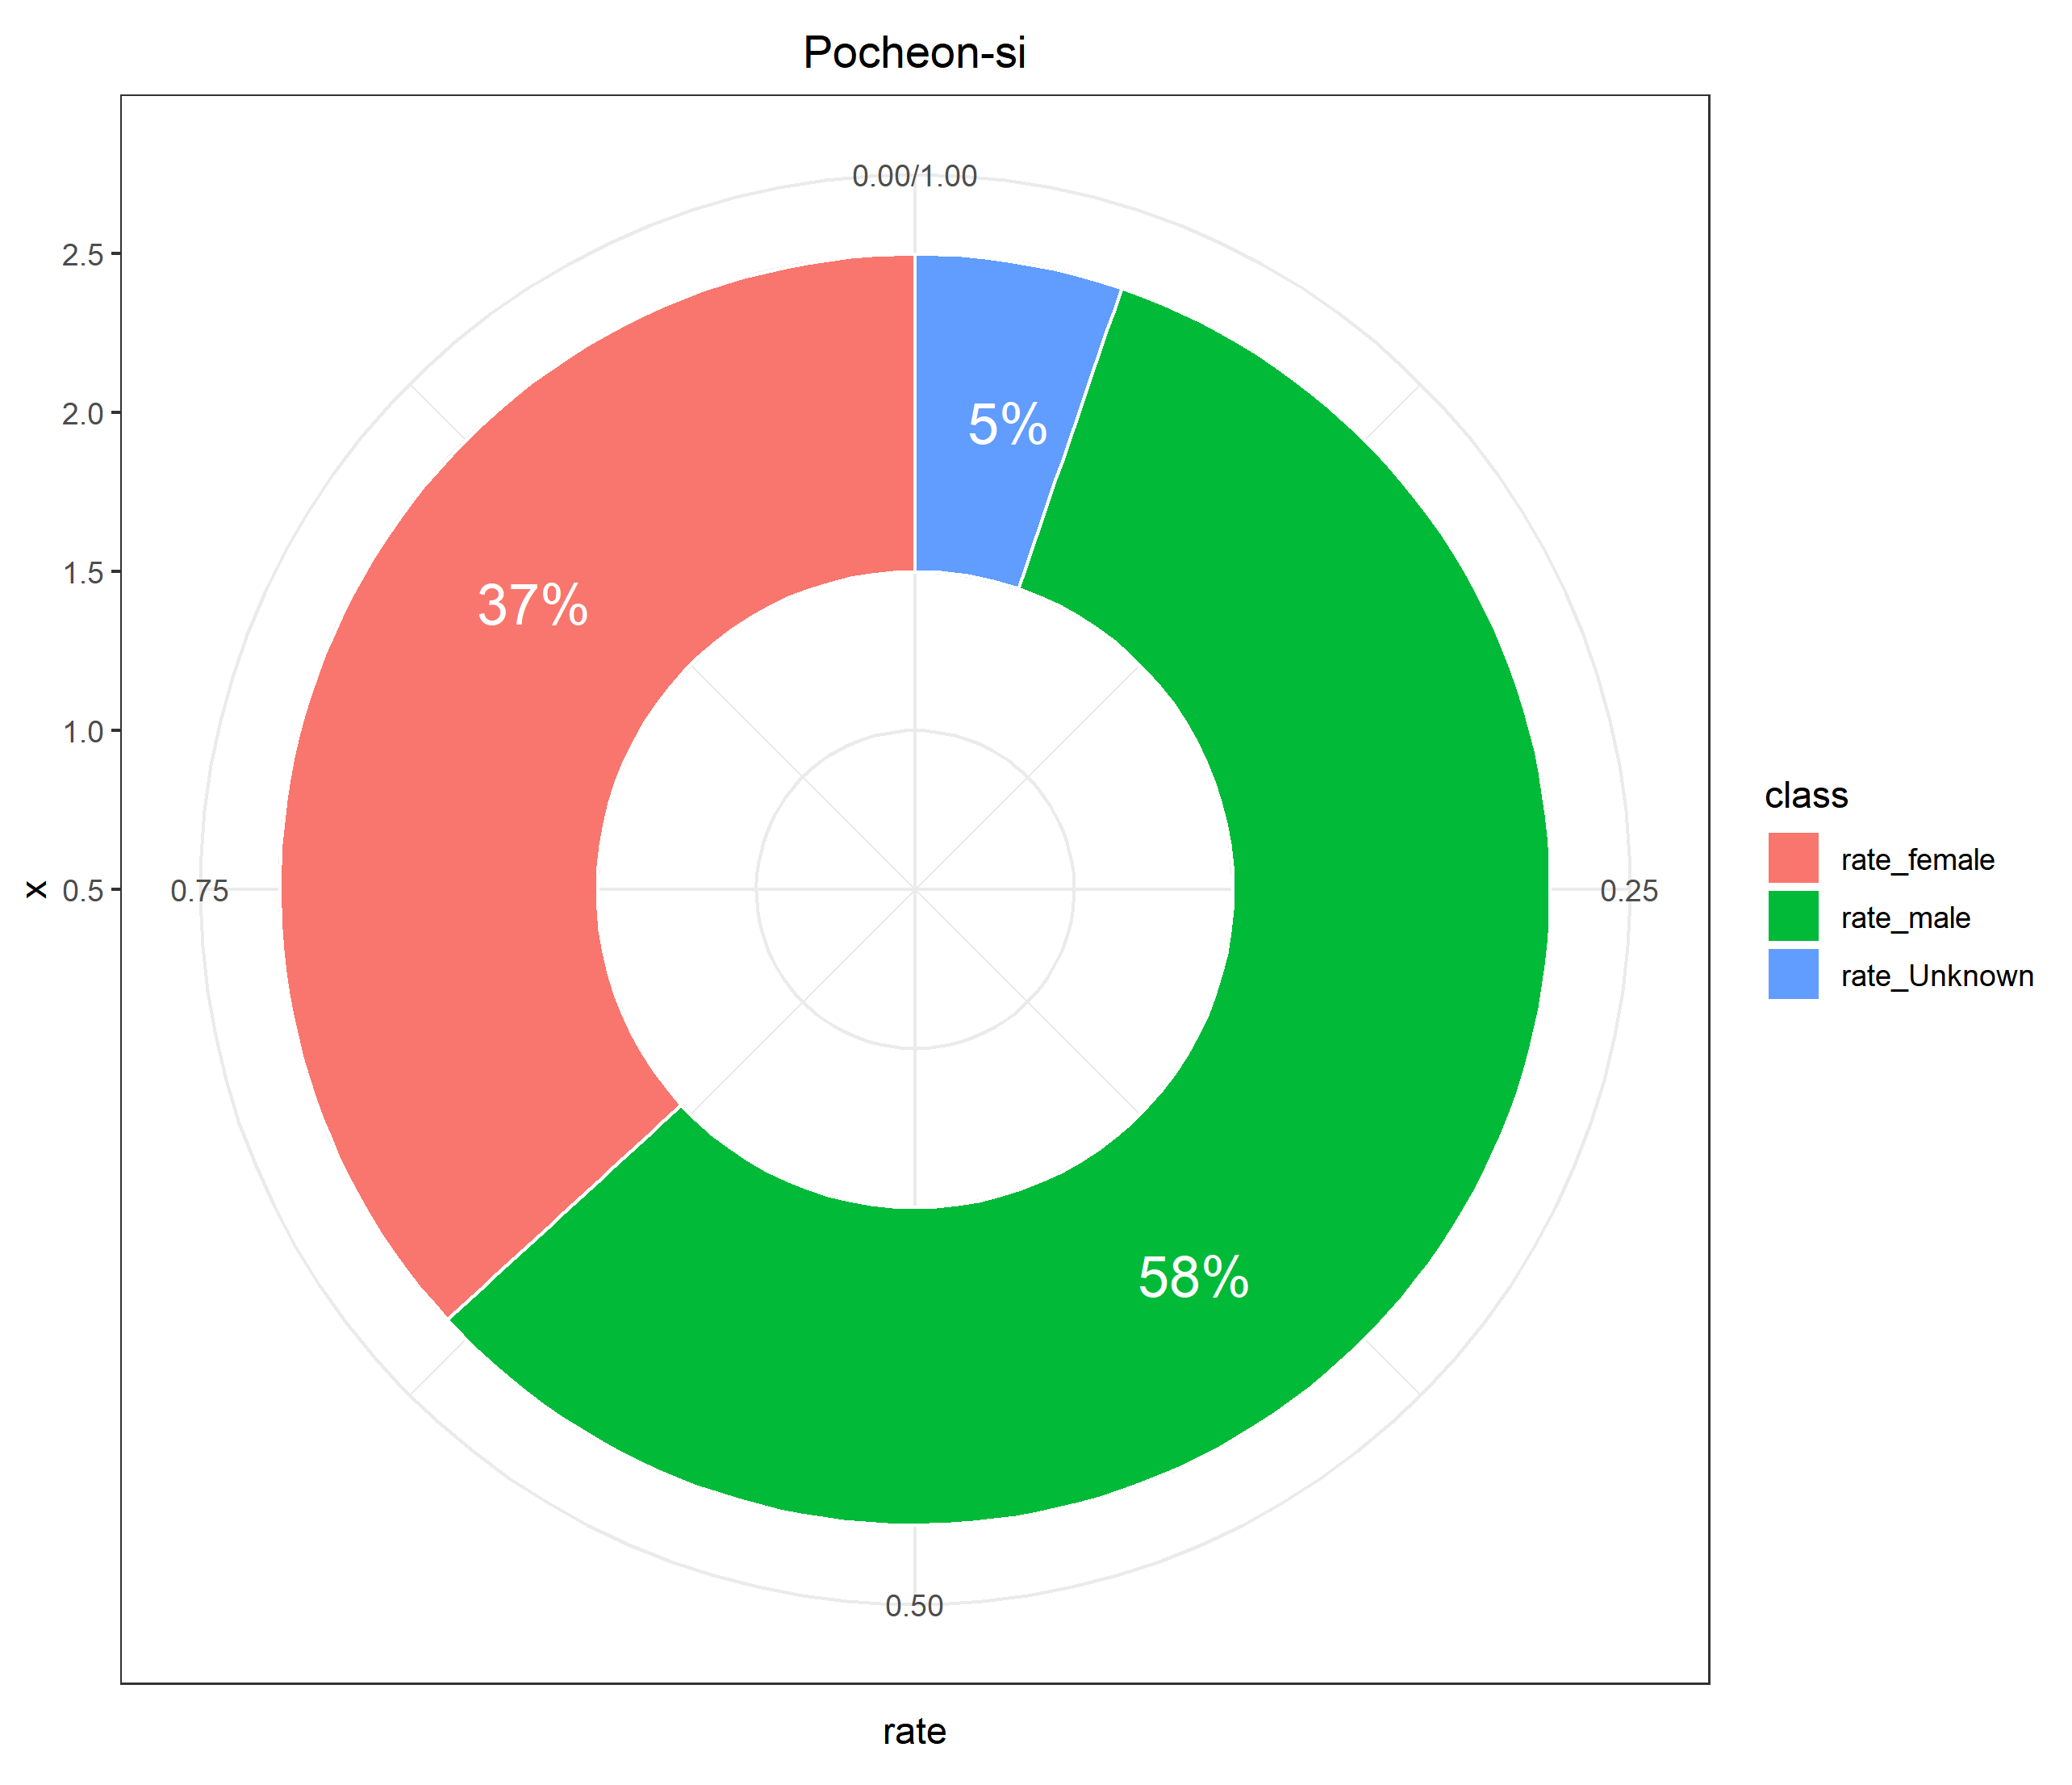 Pocheon-si
0.00/1.00
2.5
2.0
5%
1.5
37%
1.0
x
0.5
0.75
0.25
58%
0.50
rate
class
rate_female
rate_male
rate_Unknown